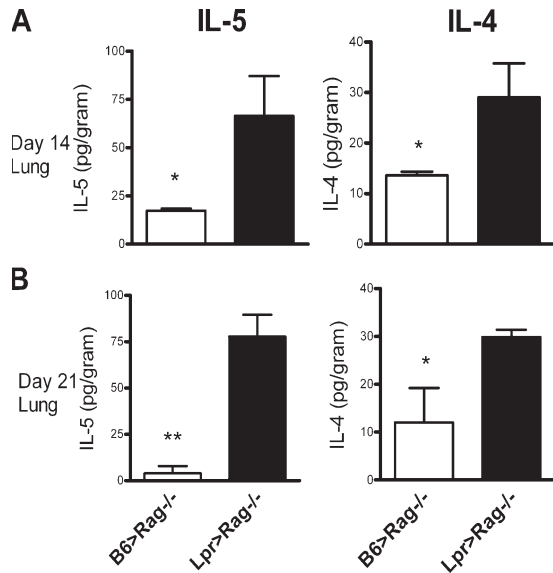 A
IL-5
IL-4
Day 14
Lung
IL-5 (pg/gram)
100
75
50
25
0
*
IL-4 (pg/gram)
40
30
20
10
0
*
B
Day 21
Lung
IL-5 (pg/gram)
100
75
50
25
0
**
IL-4 (pg/gram)
40
30
20
10
0
*
B6>Rag-/-
Lpr>Rag-/-
B6>Rag-/-
Lpr>Rag-/-